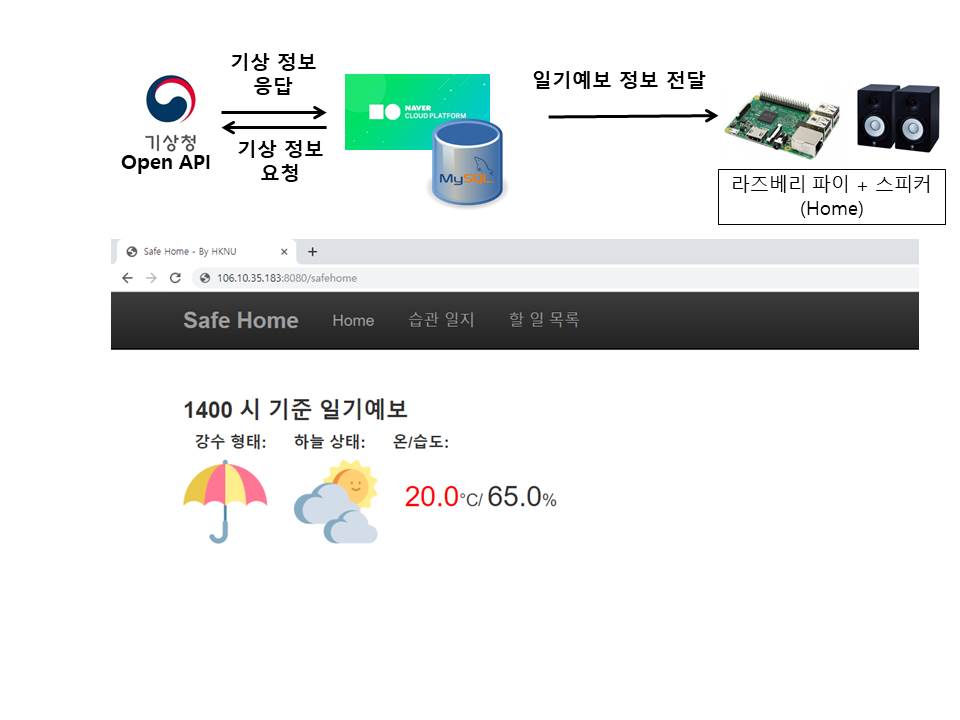 기상 정보
응답
일기예보 정보 전달
NAVER
CLOUD PLATFORM
기상청
Open API
기상 정보
요청
MySQL
라즈베리 파이 + 스피커
(Home)
Safe Home - By HKNU
106.10.35.183:8080/safehome
Safe Home
Home
습관 일지
할 일 목록
1400 시 기준 일기예보
강수 형태:
하늘 상태:
온/습도:
20.0°C/ 65.0%